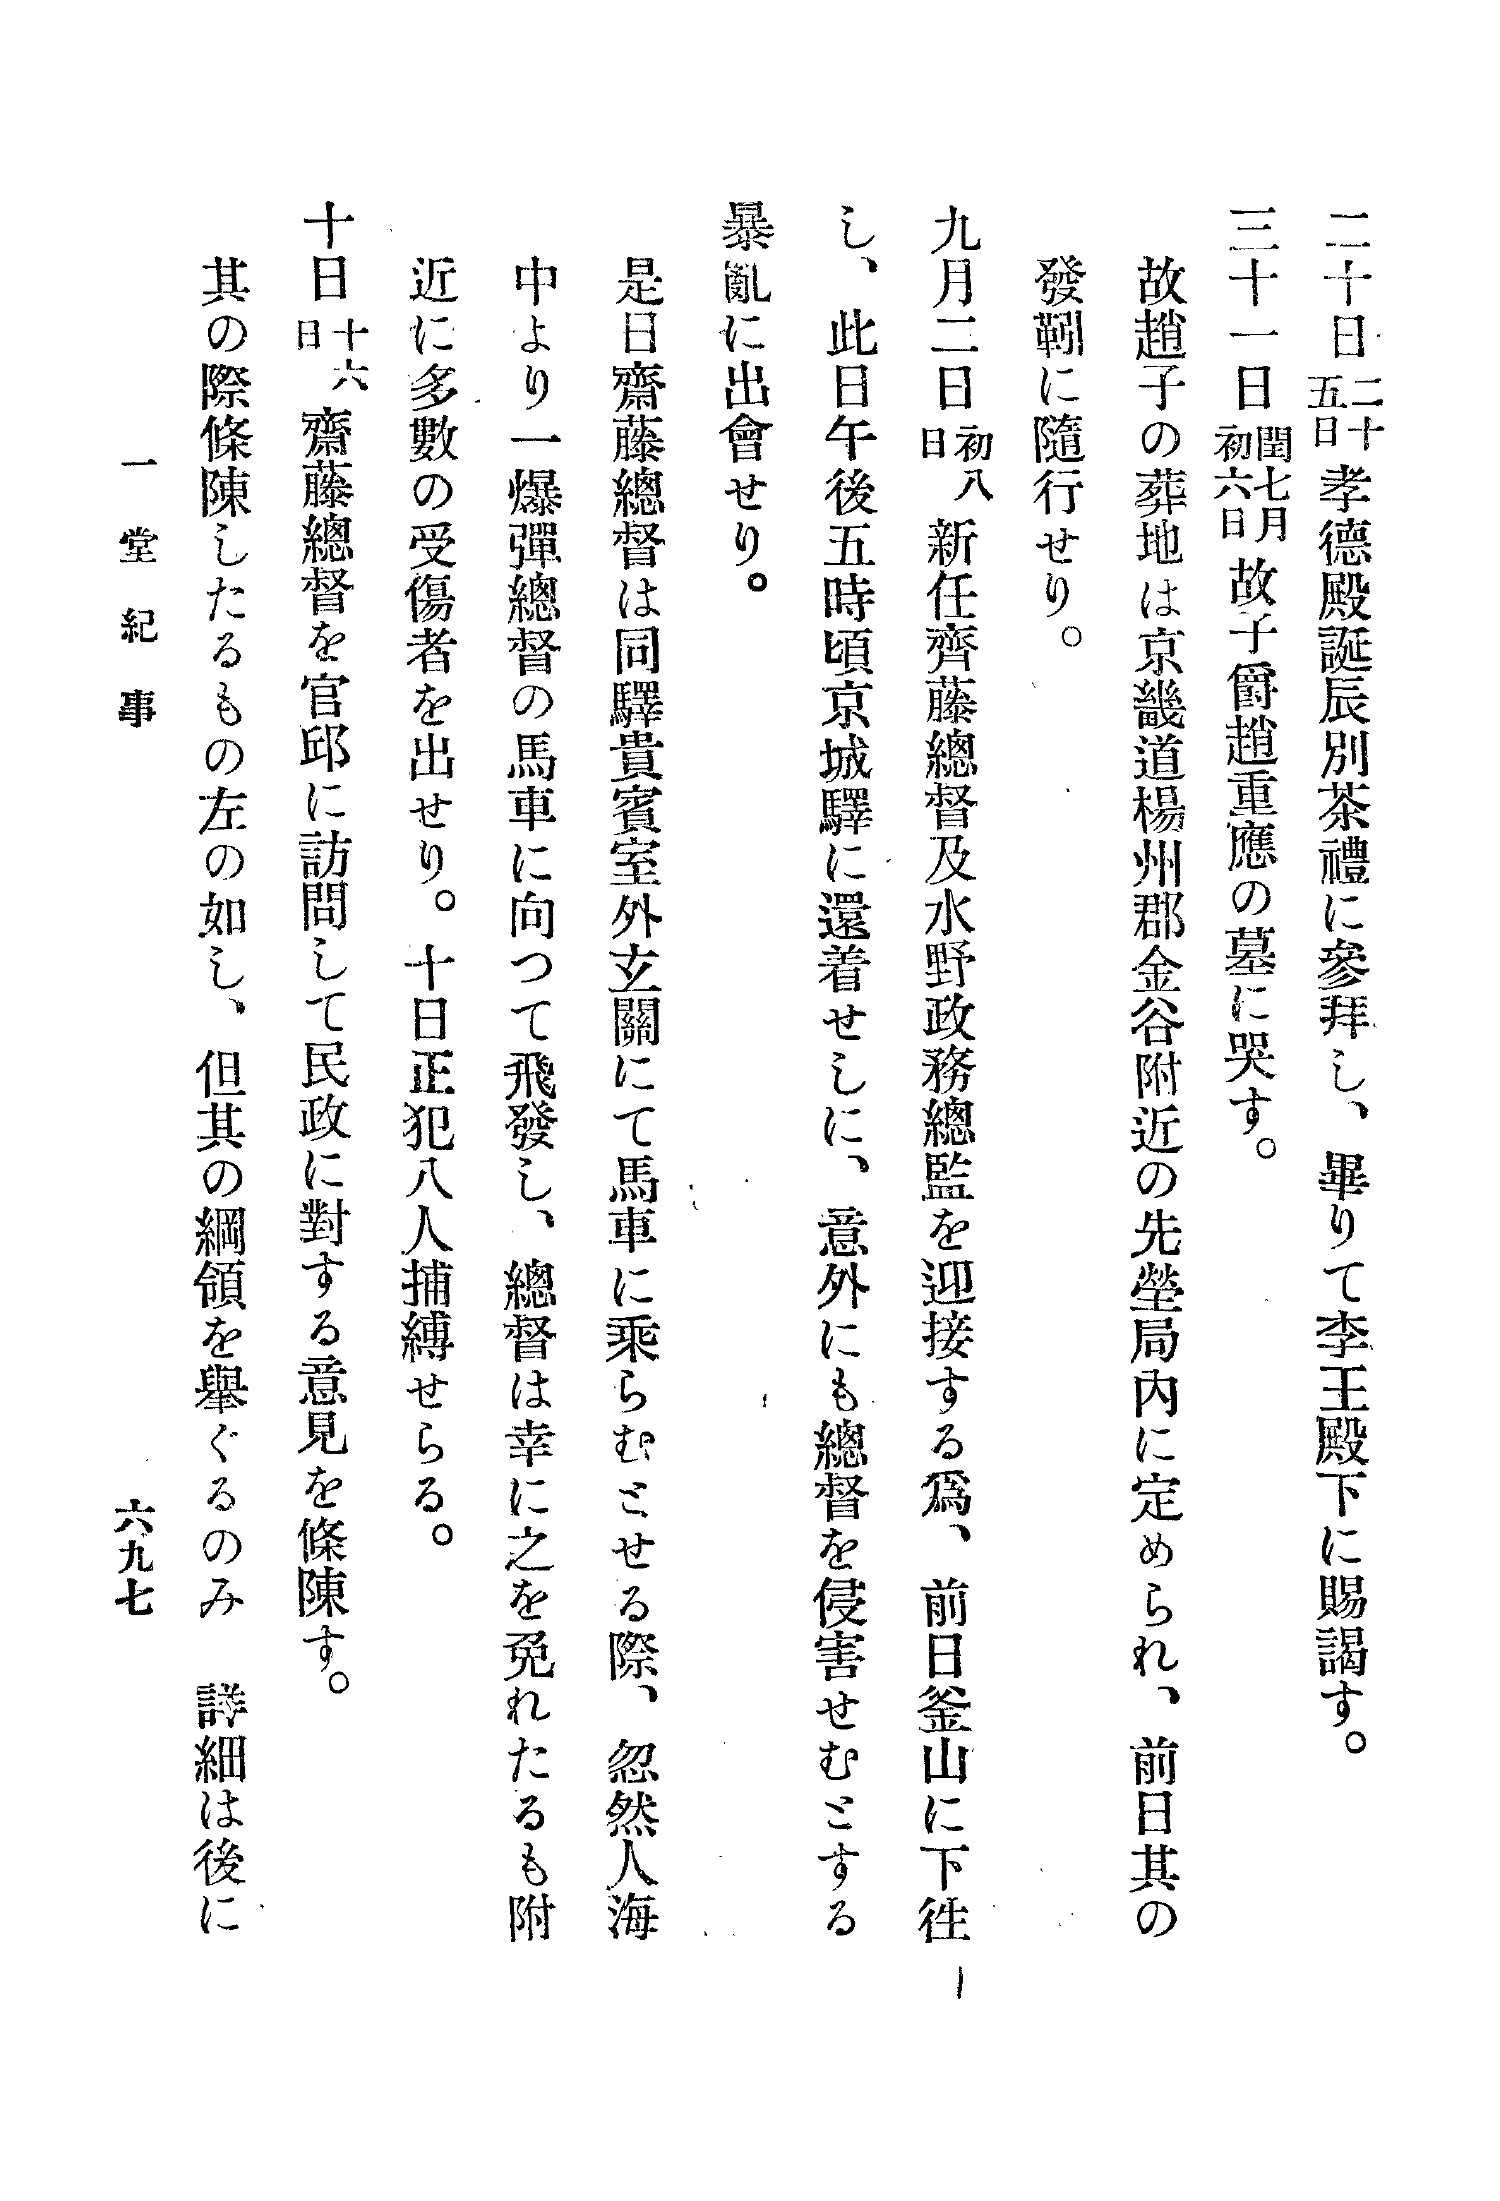 二十日二十五日孝德殿誕辰別茶禮に參拜し、畢りて李王殿下に賜謁す。
三十一日閏七月初六日故子爵趙重應の墓に哭す。
故趙子の葬地は京畿道楊州郡金谷附近の先塋局內に定められ、前日其の
發靷に隨行せり。
九月二日初八日新任齊藤總督及水野政務總監を迎接する爲、前日釜山に下徃
し、此日午後五時頃京城驛に還着せしに、意外にも總督を侵害せむとする
暴亂に出會せり。
是日齋藤總督は同驛貴賓室外玄關にて馬車に乘らむとせる際、忽然人海
中より一爆彈總督の馬車に向つて飛發し、總督は幸に之を免れたるも附
近に多數の受傷者を出せり。十日正犯八人捕縛せらる。
十日十六日齋藤總督を官邱に訪問して民政に對する意見を條陳す。
其の際條陳したるもの左の如し、但其の綱領を舉ぐるのみ 詳細は後に
一堂紀事
六九七